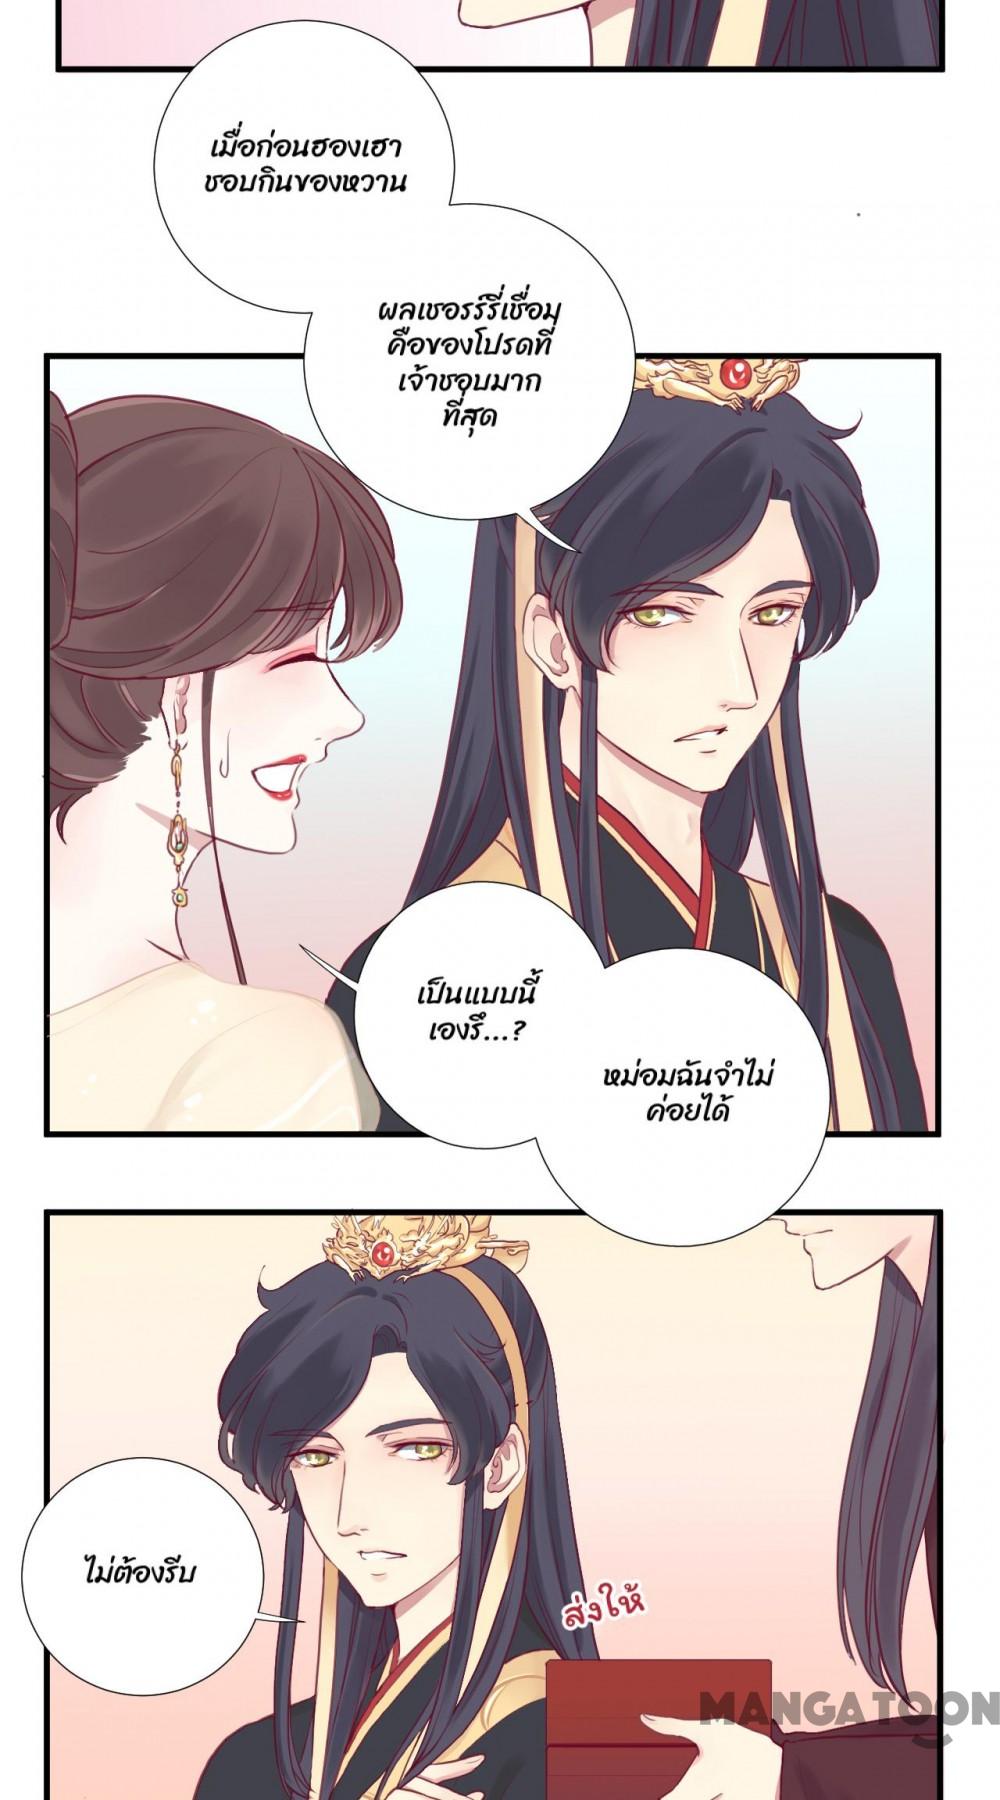 เมื่อก่อนฮองเฮา
ชอบกินของหวาน
ผลเชอร์รี่เชื่อม
คือของโปรดที่
เจ้าชอบมาก
ที่สุด
เป็นแบบนี้
เองรึ...?
หม่อมฉันจำไม่
ค่อยได้
ไม่ต้องรีบ
ส่งให้
MANGATOON